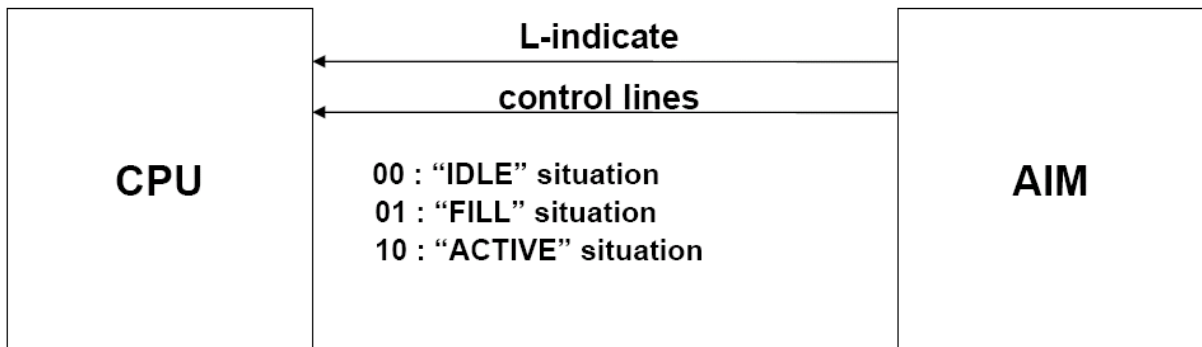 L-indicate
control lines
CPU
AIM
00 : “IDLE” situation
01 : “FILL” situation
10 : “ACTIVE” situation